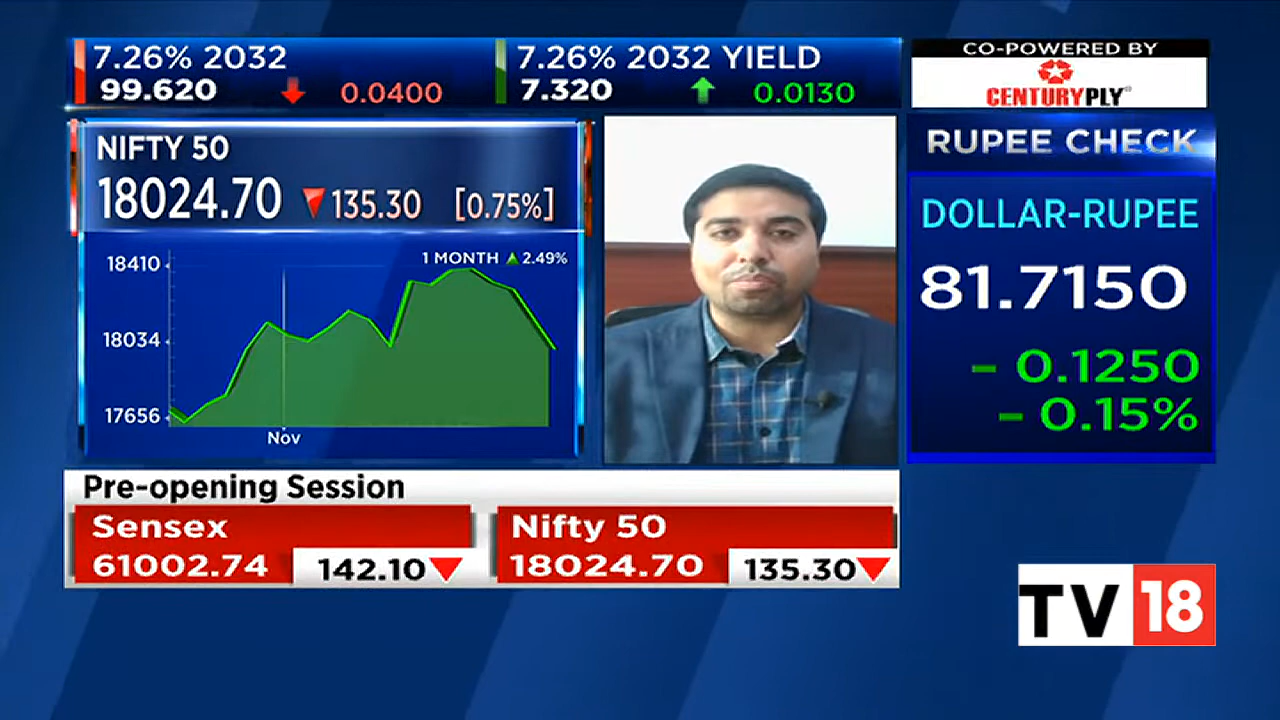 7.26% 2032
99.620 0.0400
7.26% 2032 YIELD
7.320 0.0130
CO-POWERED BY
CENTURYPLY®
NIFTY 50
18024.70 ▼ 135.30 [0.75%]
1 MONTH ▲ 2.49%
18410
18034
17656
Nov
RUPEE CHECK
DOLLAR-RUPEE
81.7150
- 0.1250
- 0.15%
Pre-opening Session
Sensex
61002.74 142.10 ▼
Nifty 50
18024.70 135.30 ▼
TV 18